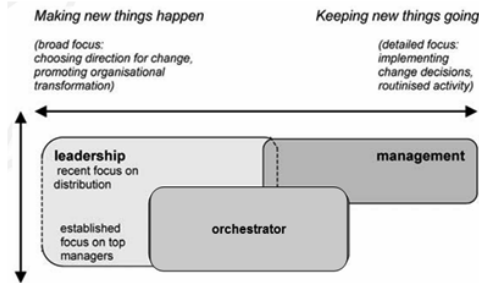 Making new things happen
Keeping new things going
(broad focus:
choosing direction for change,
promoting organisational
transformation)
(detailed focus:
implementing
change decisions,
routinised activity)
leadership
recent focus on
distribution
management
established
focus on top
managers
orchestrator